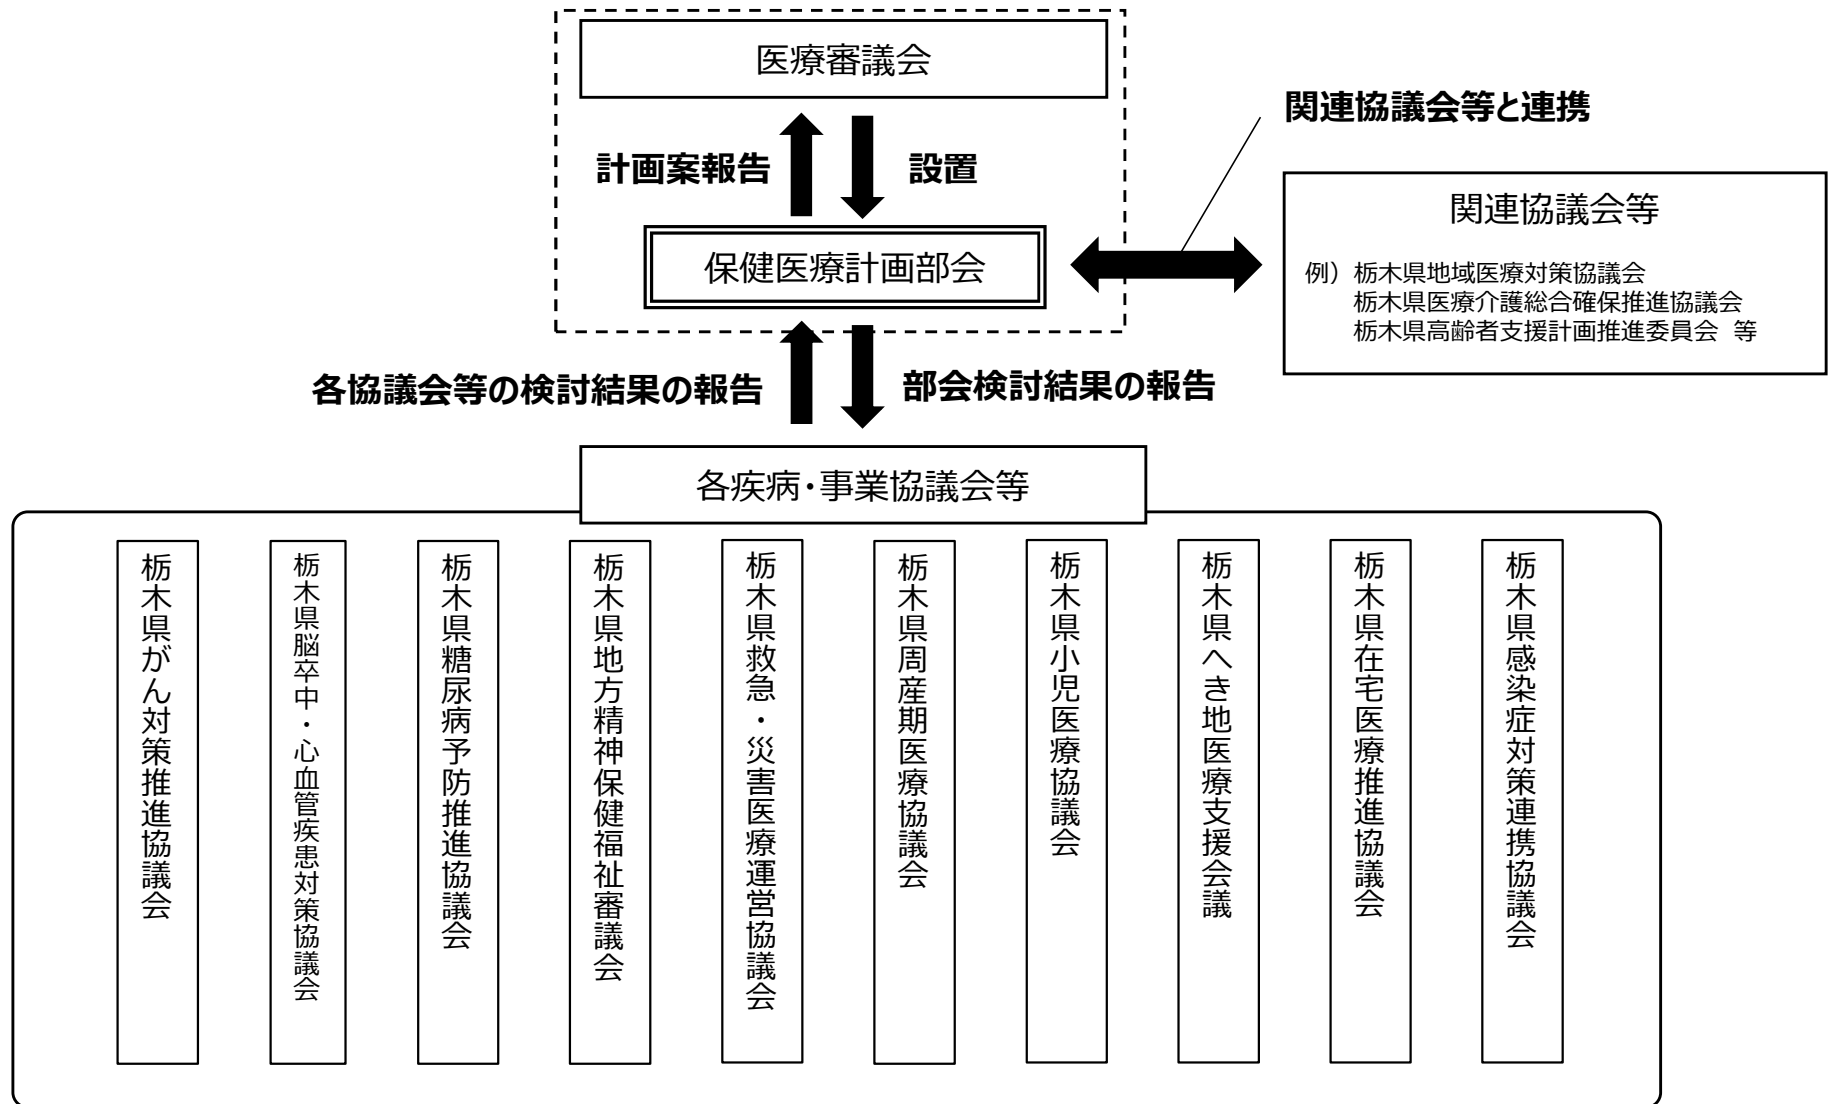 医療審議会
関連協議会等と連携
計画案報告
設置
関連協議会等
保健医療計画部会
例）栃木県地域医療対策協議会
栃木県医療介護総合確保推進協議会
栃木県高齢者支援計画推進委員会 等
各協議会等の検討結果の報告
部会検討結果の報告
各疾病・事業協議会等
栃木県がん対策推進協議会
栃木県脳卒中・心血管疾患対策協議会
栃木県糖尿病予防推進協議会
栃木県地方精神保健福祉審議会
栃木県救急・災害医療運営協議会
栃木県周産期医療協議会
栃木県小児医療協議会
栃木県へき地医療支援会議
栃木県在宅医療推進協議会
栃木県感染症対策連携協議会